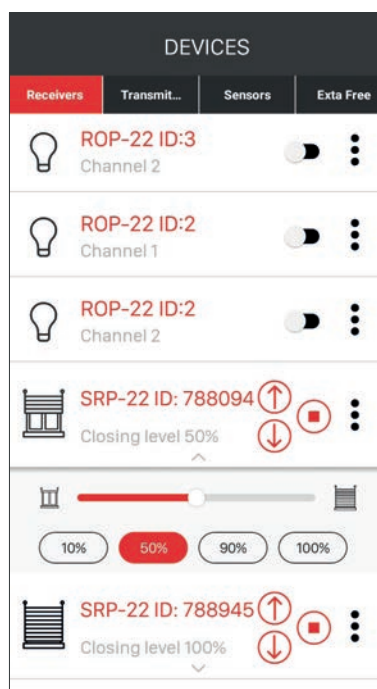 DEVICES
Receivers Transmit... Sensors Exta Free
ROP-22 ID:3
Channel 2
ROP-22 ID:2
Channel 1
ROP-22 ID:2
Channel 2
SRP-22 ID: 788094
Closing level 50%
10% 50% 90% 100%
SRP-22 ID: 788945
Closing level 100%